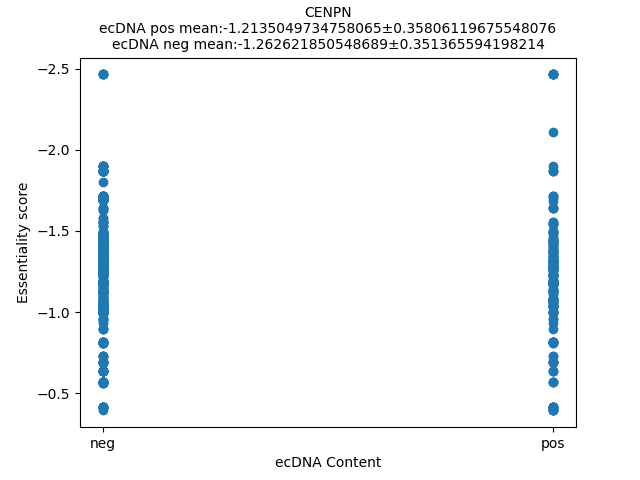 CENPN
ecDNA pos mean:-1.2135049734758065±0.35806119675548076
ecDNA neg mean:-1.262621850548689±0.351365594198214
−2.5
−2.0
−1.5
−1.0
−0.5
Essentiality score
neg
pos
ecDNA Content